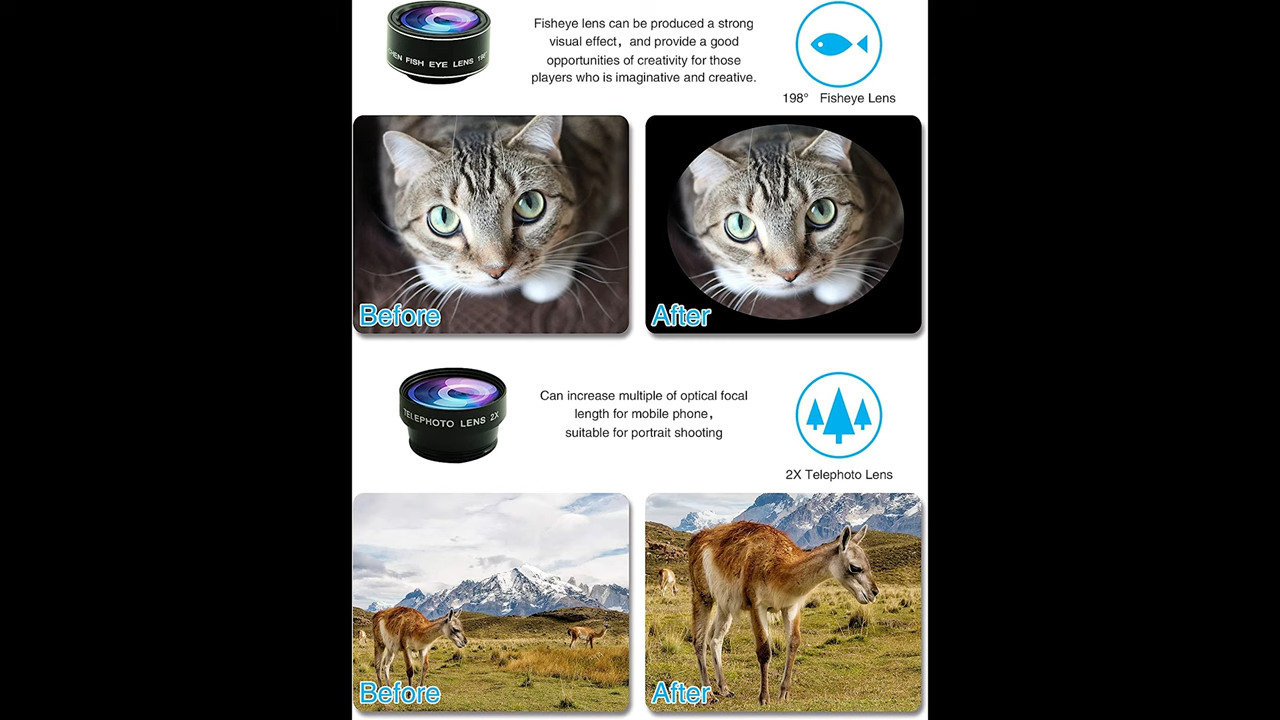 CHEN FISH EYE LENS 198°
Fisheye lens can be produced a strong
visual effect，and provide a good
opportunities of creativity for those
players who is imaginative and creative.
198° Fisheye Lens
Before
After
TELEPHOTO LENS 2X
Can increase multiple of optical focal
length for mobile phone，
suitable for portrait shooting
2X Telephoto Lens
Before
After